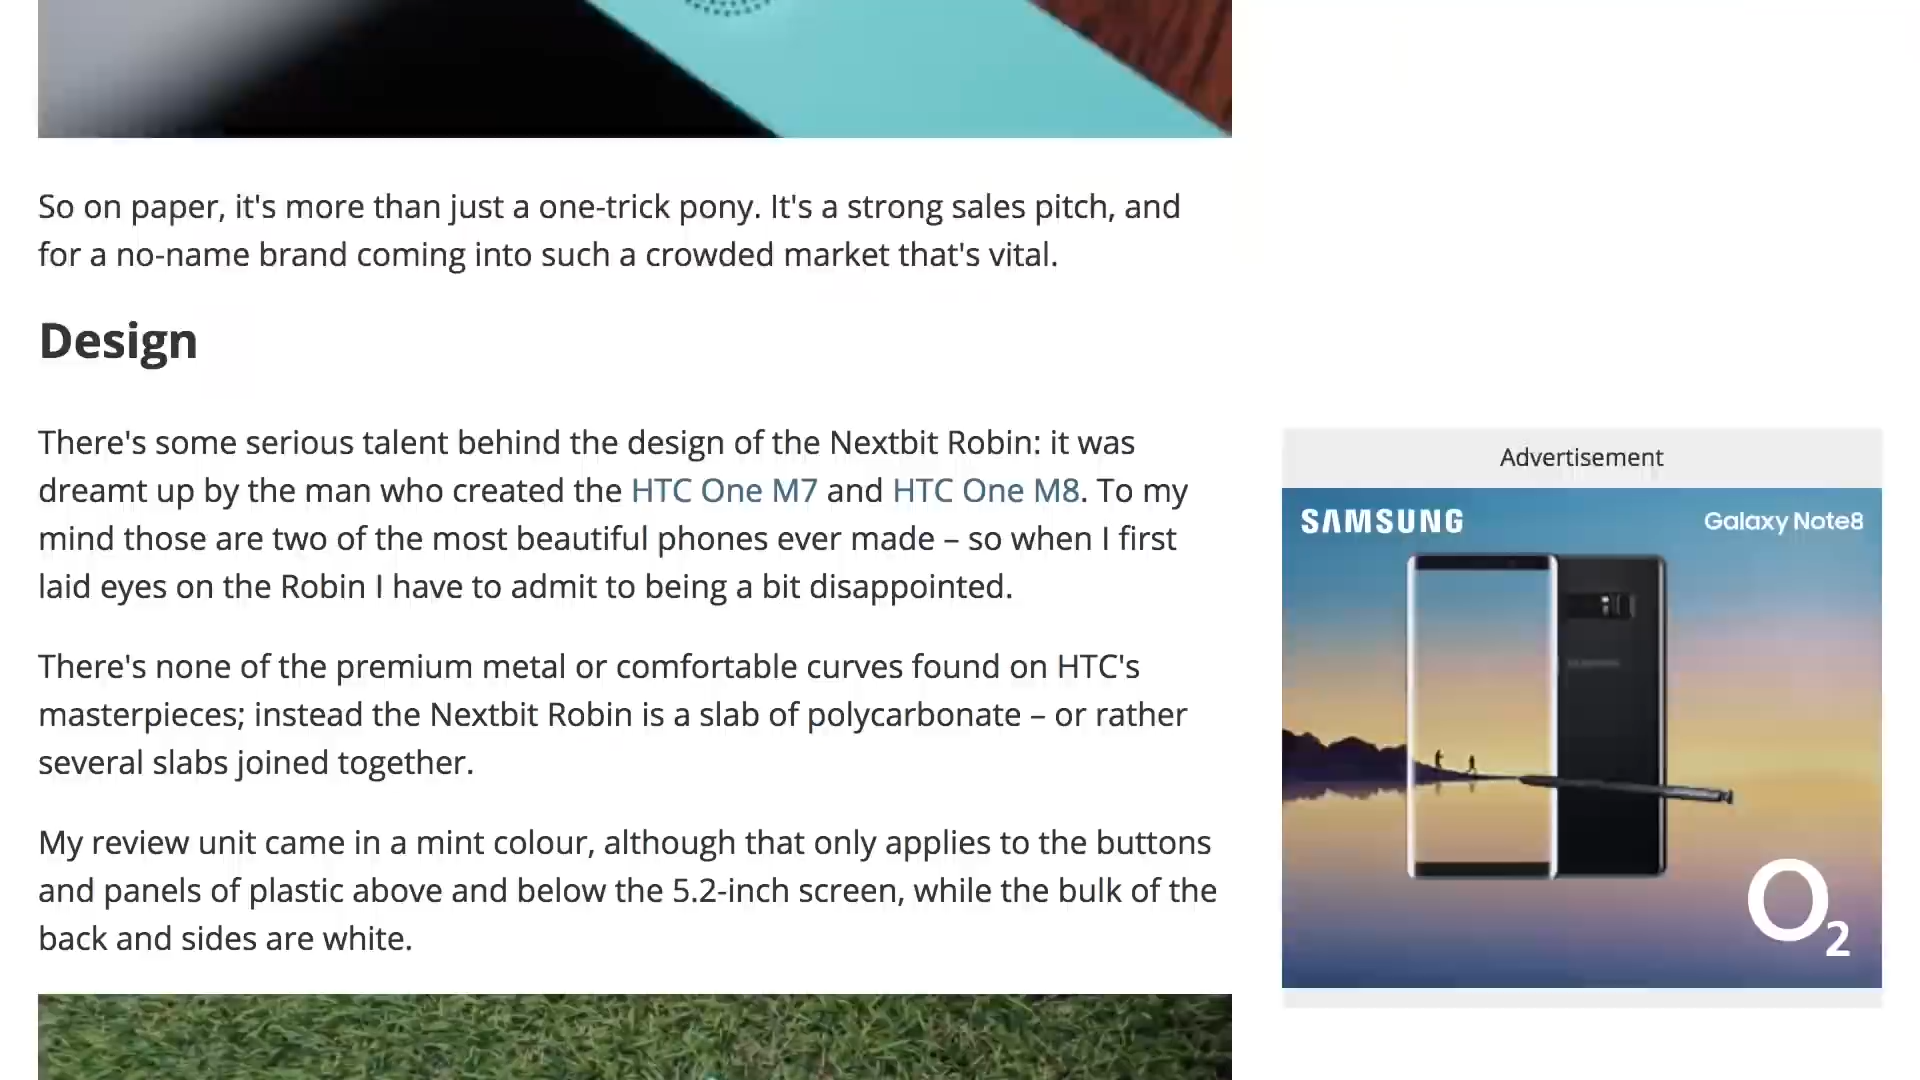 So on paper, it's more than just a one-trick pony. It's a strong sales pitch, and
for a no-name brand coming into such a crowded market that's vital.
Design
There's some serious talent behind the design of the Nextbit Robin: it was
dreamt up by the man who created the HTC One M7 and HTC One M8. To my
mind those are two of the most beautiful phones ever made – so when I first
laid eyes on the Robin I have to admit to being a bit disappointed.
There's none of the premium metal or comfortable curves found on HTC's
masterpieces; instead the Nextbit Robin is a slab of polycarbonate – or rather
several slabs joined together.
My review unit came in a mint colour, although that only applies to the buttons
and panels of plastic above and below the 5.2-inch screen, while the bulk of the
back and sides are white.
Advertisement
SAMSUNG
Galaxy Note8
O2